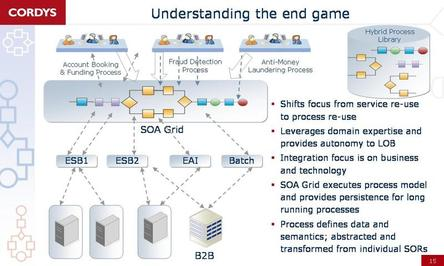 CORDYS
Understanding the end game
Hybrid Process
Library
Account Booking
& Funding Process
Fraud Detection
Process
Anti-Money
Laundering Process
SOA Grid
ESB1
ESB2
EAI
Batch
B2B
• Shifts focus from service re-use
to process re-use
• Leverages domain expertise and
provides autonomy to LOB
• Integration focus is on business
and technology
• SOA Grid executes process model
and provides persistence for long
running processes
• Process defines data and
semantics; abstracted and
transformed from individual SORs
15